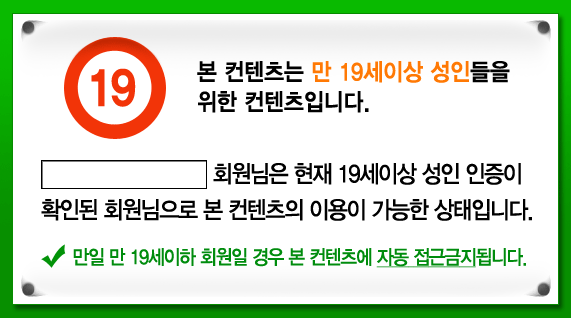 19
본 컨텐츠는 만 19세이상 성인들을
위한 컨텐츠입니다.
회원님은 현재 19세이상 성인 인증이
확인된 회원님으로 본 컨텐츠의 이용이 가능한 상태입니다.
만일 만 19세이하 회원일 경우 본 컨텐츠에 자동 접근금지됩니다.